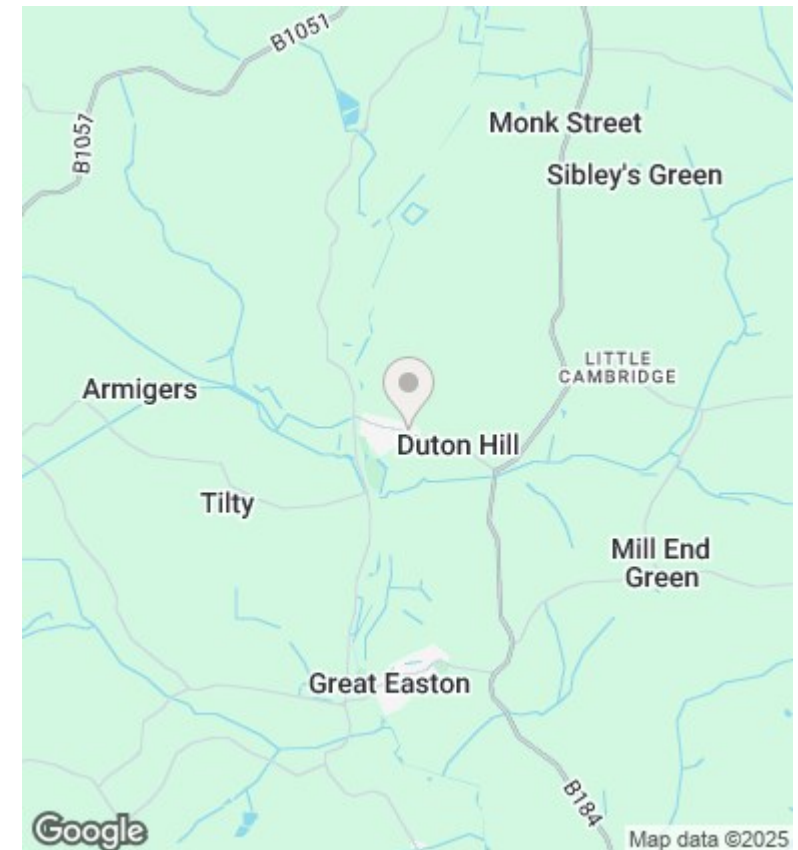 B1051
B1057
Monk Street
Sibley's Green
LITTLE
CAMBRIDGE
Armigers
Duton Hill
Tilty
Mill End
Green
Great Easton
B184
Google
Map data ©2025